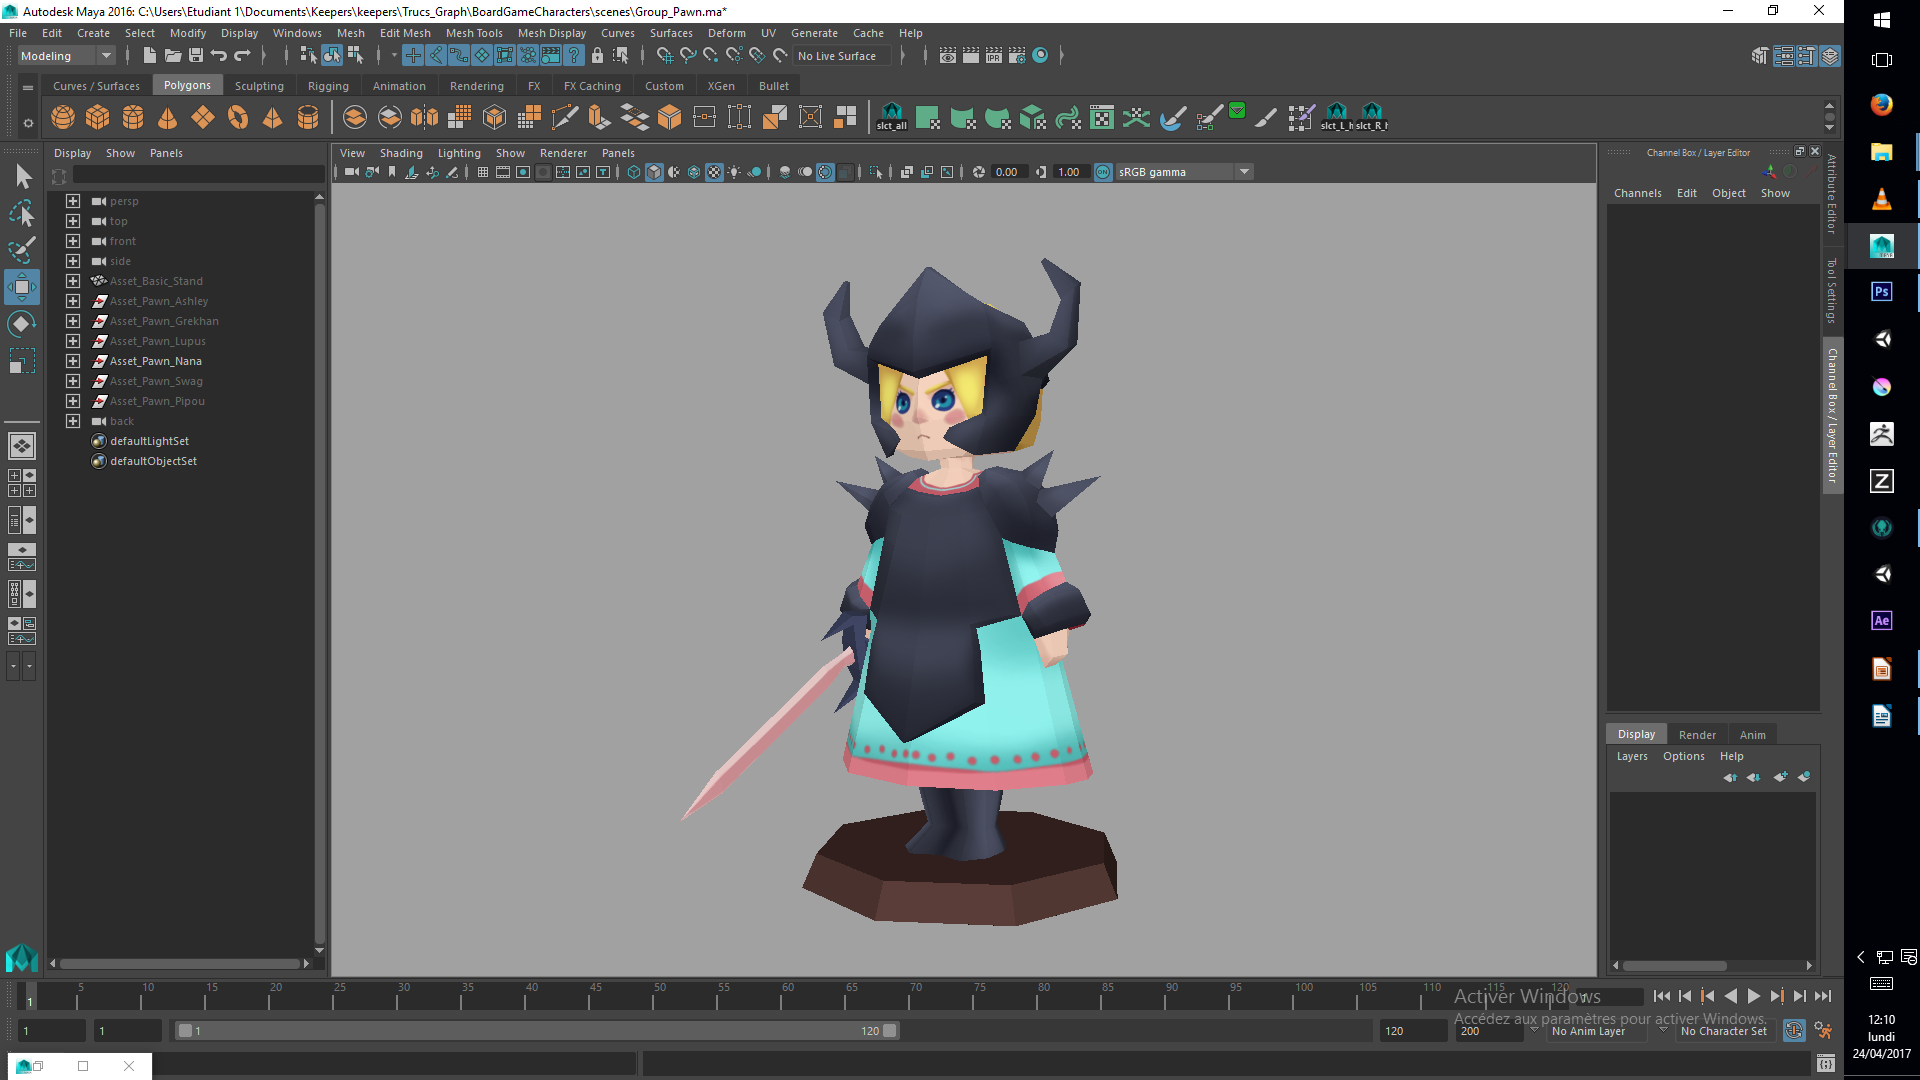 Autodesk Maya 2016: C:\Users\Etudiant 1\Documents\Keepers\keepers\Trucs_Graph\BoardGameCharacters\scenes\Group_Pawn.ma*
File Edit Create Select Modify Display Windows Mesh Edit Mesh Mesh Tools Mesh Display Curves Surfaces Deform UV Generate Cache Help
Modeling No Live Surface
Curves / Surfaces Polygons Sculpting Rigging Animation Rendering FX FX Caching Custom XGen Bullet
slct_all slct_L_h slct_R_h
Display Show Panels
View Shading Lighting Show Renderer Panels
0.00 1.00 sRGB gamma
persp
top
front
side
Asset_Basic_Stand
Asset_Pawn_Ashley
Asset_Pawn_Grekhan
Asset_Pawn_Lupus
Asset_Pawn_Nana
Asset_Pawn_Swag
Asset_Pawn_Pipou
back
defaultLightSet
defaultObjectSet
Channel Box / Layer Editor
Channels Edit Object Show
Attribute Editor
Tool Settings
Channel Box / Layer Editor
Display Render Anim
Layers Options Help
Ps
Z
Ae
1 5 10 15 20 25 30 35 40 45 50 55 60 65 70 75 80 85 90 95 100 105 110 115 120
1 1 1 120 120 200 No Anim Layer No Character Set
Activer Windows
Accédez aux paramètres pour activer Windows.
12:10
lundi
24/04/2017